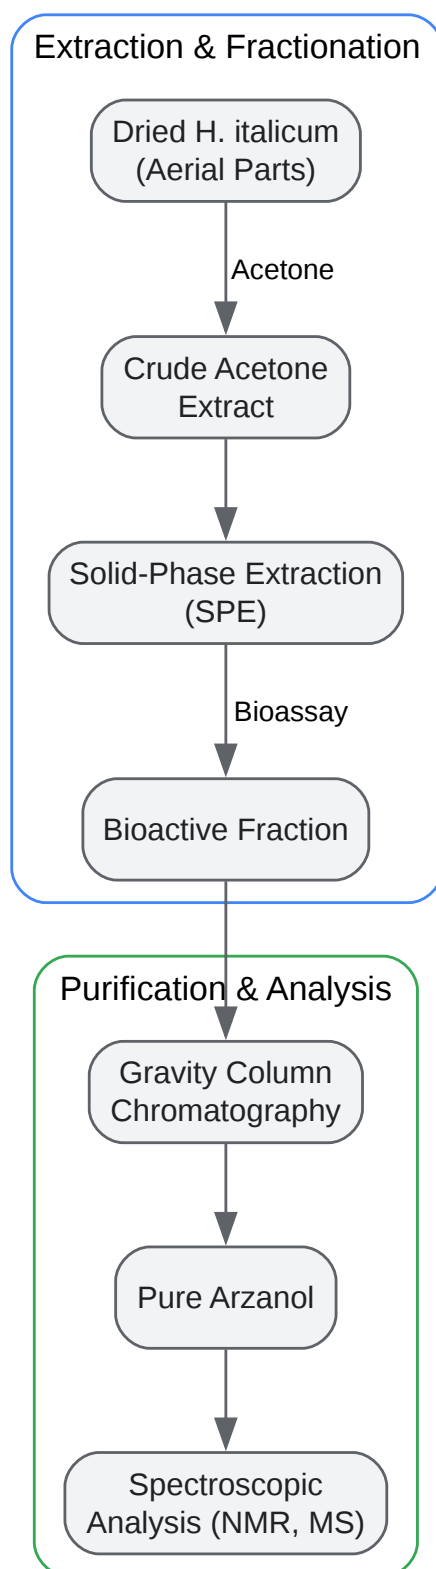 Extraction & Fractionation
Dried H. italicum
(Aerial Parts)
Acetone
Crude Acetone
Extract
Solid-Phase Extraction
(SPE)
Bioassay
Bioactive Fraction
Purification & Analysis
Gravity Column
Chromatography
Pure Arzanol
Spectroscopic
Analysis (NMR, MS)